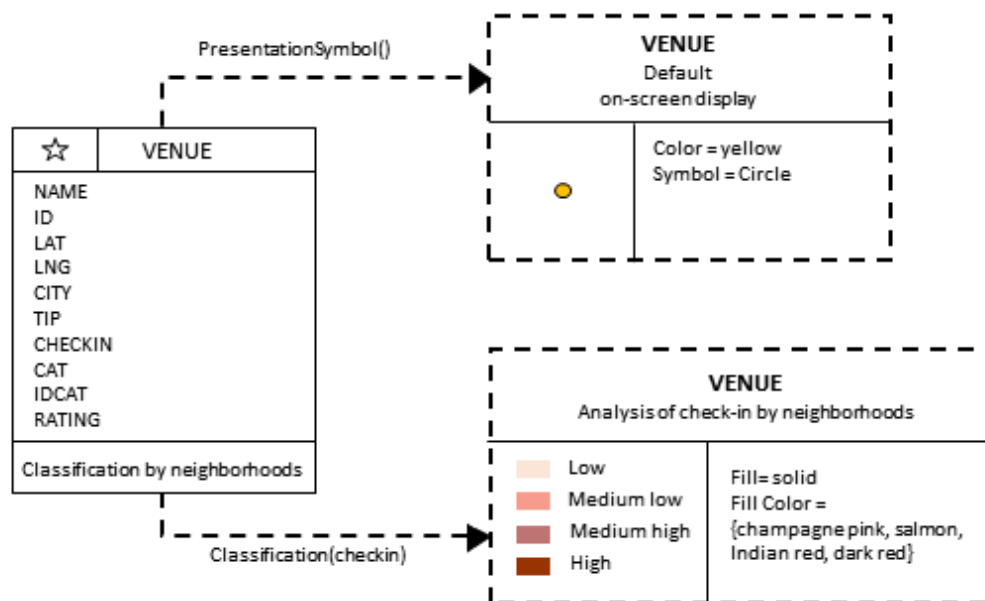 PresentationSymbol()
VENUE
Default
on-screen display
Color = yellow
Symbol = Circle
VENUE
NAME
ID
LAT
LNG
CITY
TIP
CHECKIN
CAT
IDCAT
RATING
Classification by neighborhoods
Classification(checkin)
VENUE
Analysis of check-in by neighborhoods
Low
Medium low
Medium high
High
Fill= solid
Fill Color =
{champagne pink, salmon,
Indian red, dark red}